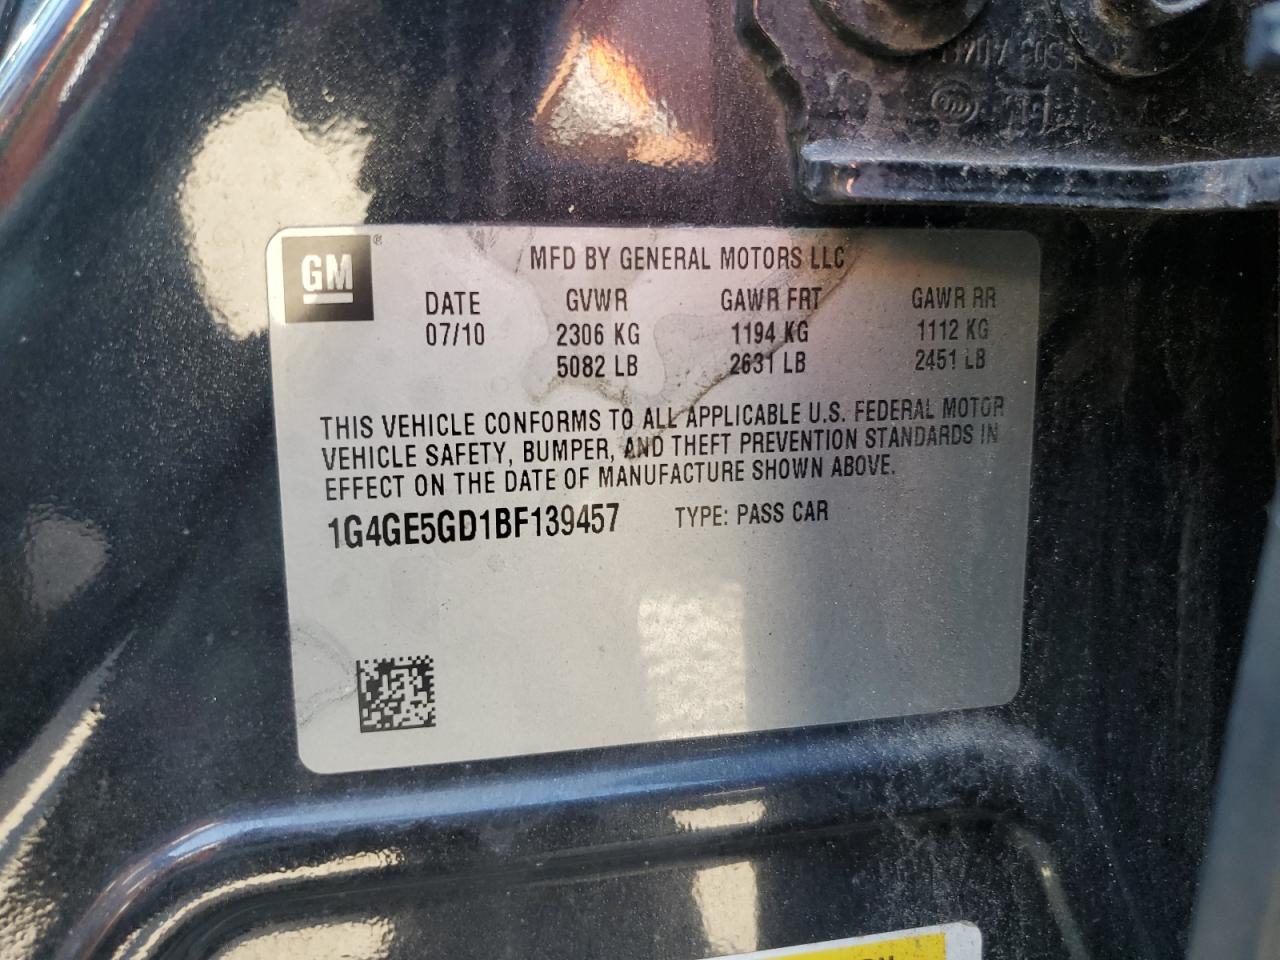 GM
MFD BY GENERAL MOTORS LLC
DATE GVWR GAWR FRT GAWR RR
07/10 2306 KG 1194 KG 1112 KG
5082 LB 2631 LB 2451 LB
THIS VEHICLE CONFORMS TO ALL APPLICABLE U.S. FEDERAL MOTOR
VEHICLE SAFETY, BUMPER, AND THEFT PREVENTION STANDARDS IN
EFFECT ON THE DATE OF MANUFACTURE SHOWN ABOVE.
1G4GE5GD1BF139457 TYPE: PASS CAR